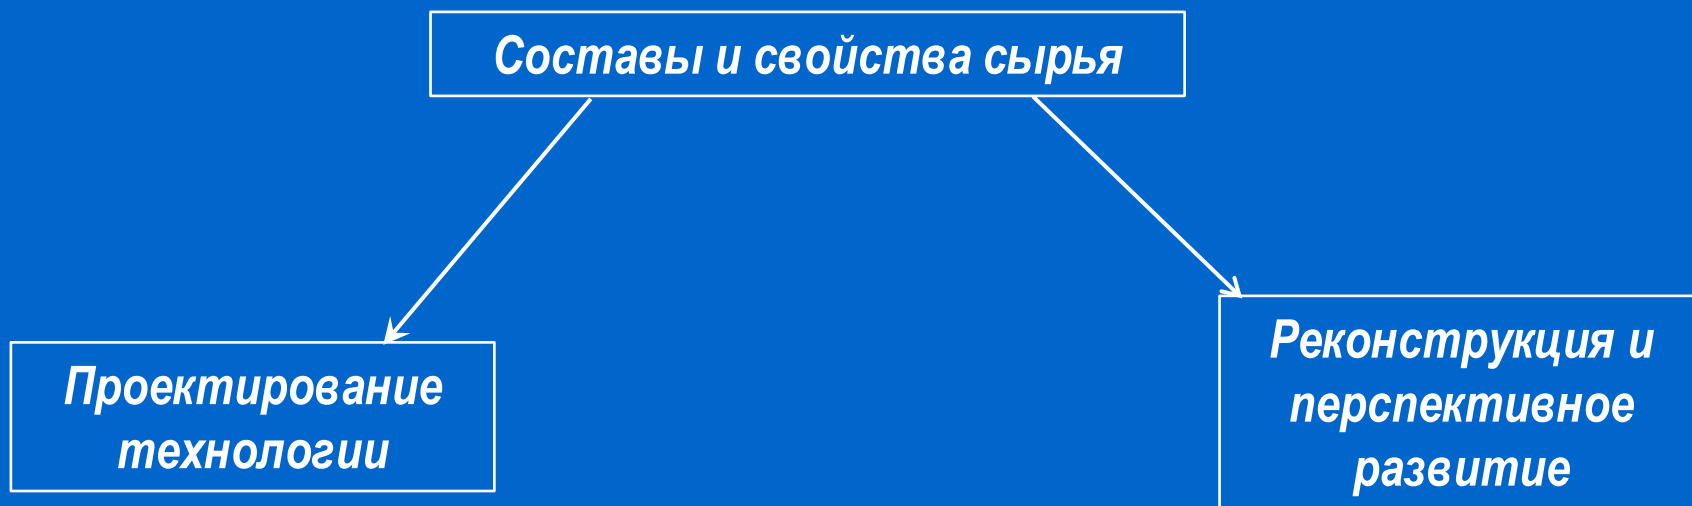 Составы и свойства сырья
Проектирование
технологии
Реконструкция и
перспективное
развитие